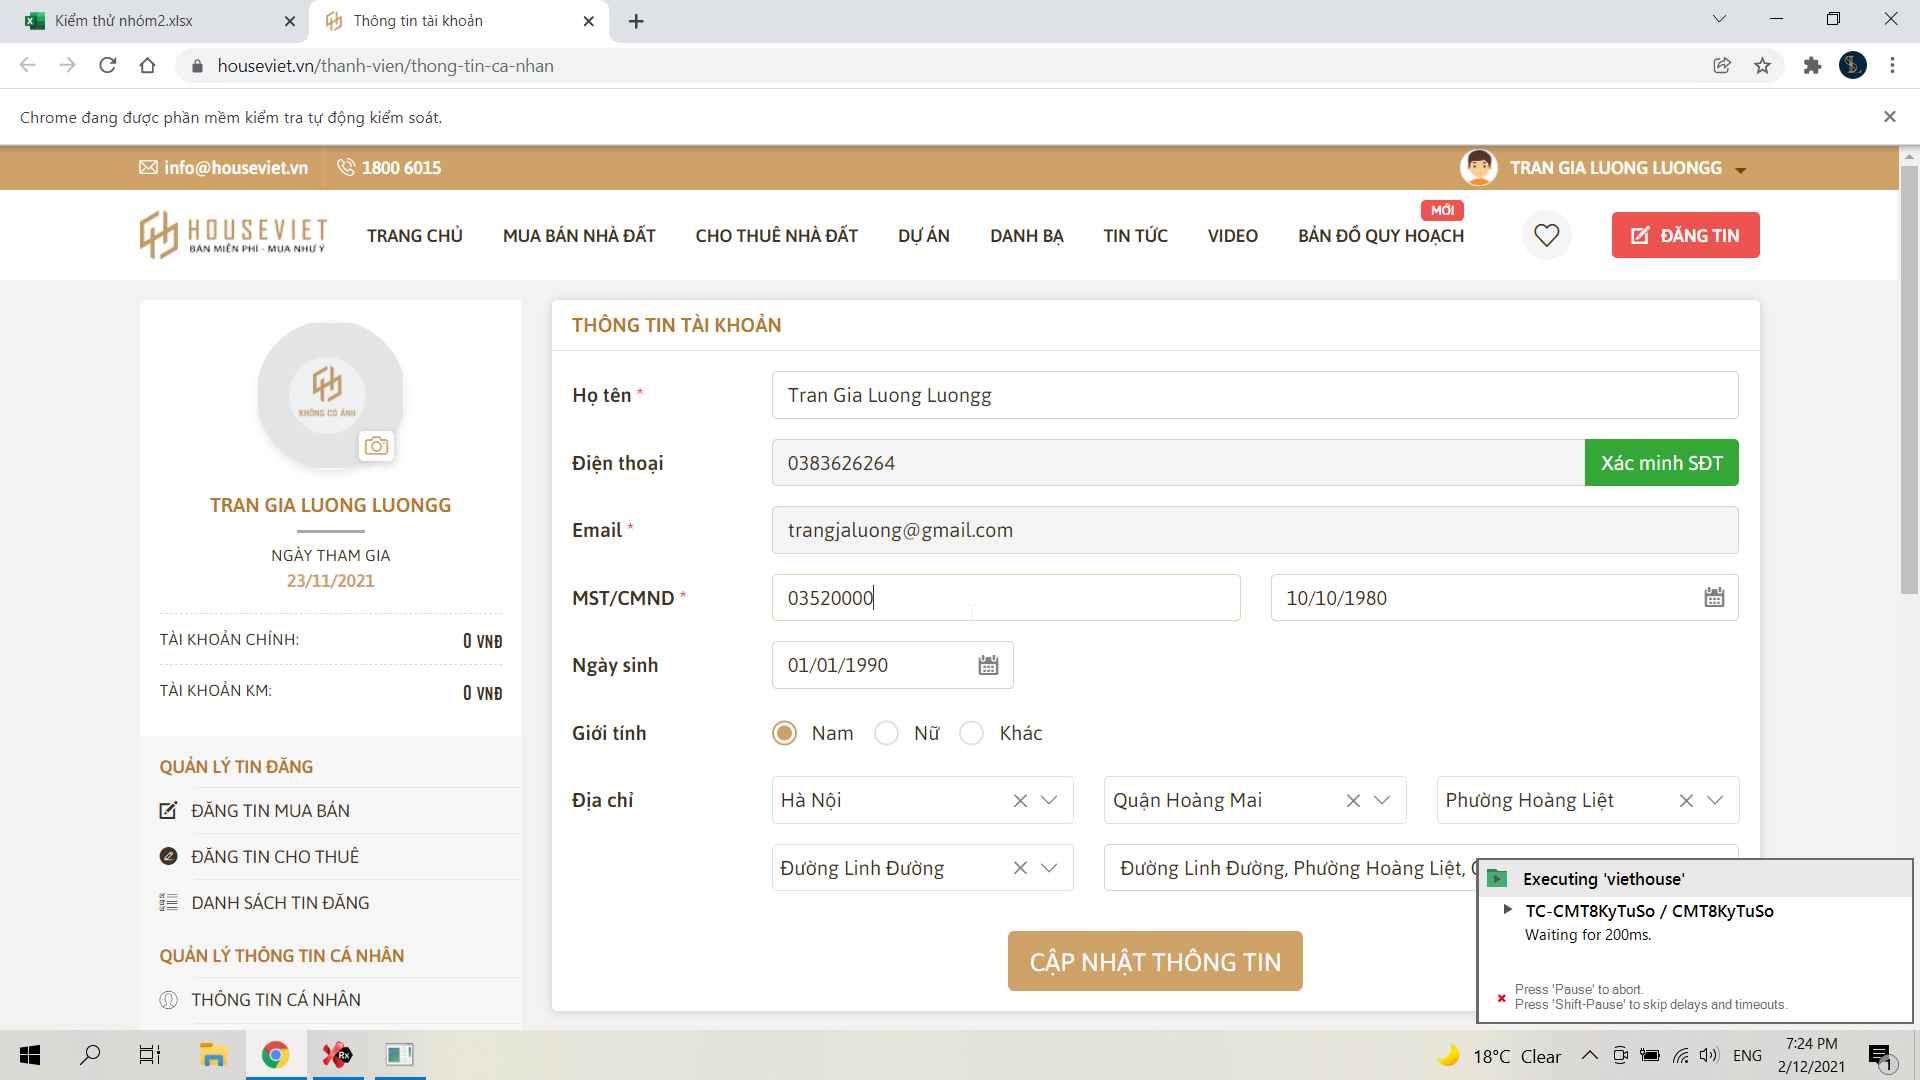 Kiểm thử nhóm2.xlsx
Thông tin tài khoản
houseviet.vn/thanh-vien/thong-tin-ca-nhan
Chrome đang được phần mềm kiểm tra tự động kiểm soát.
info@houseviet.vn
1800 6015
TRAN GIA LUONG LUONGG
HOUSEVIET
BÁN MIỄN PHÍ - MUA NHƯ Ý
TRANG CHỦ
MUA BÁN NHÀ ĐẤT
CHO THUÊ NHÀ ĐẤT
DỰ ÁN
DANH BẠ
TIN TỨC
VIDEO
BẢN ĐỒ QUY HOẠCH
MỚI
ĐĂNG TIN
KHÔNG CÓ ẢNH
TRAN GIA LUONG LUONGG
NGÀY THAM GIA
23/11/2021
TÀI KHOẢN CHÍNH:
0 VNĐ
TÀI KHOẢN KM:
0 VNĐ
QUẢN LÝ TIN ĐĂNG
ĐĂNG TIN MUA BÁN
ĐĂNG TIN CHO THUÊ
DANH SÁCH TIN ĐĂNG
QUẢN LÝ THÔNG TIN CÁ NHÂN
THÔNG TIN CÁ NHÂN
THÔNG TIN TÀI KHOẢN
Họ tên *
Tran Gia Luong Luongg
Điện thoại
0383626264
Xác minh SĐT
Email *
trangjaluong@gmail.com
MST/CMND *
03520000
10/10/1980
Ngày sinh
01/01/1990
Giới tính
Nam
Nữ
Khác
Địa chỉ
Hà Nội
Quận Hoàng Mai
Phường Hoàng Liệt
Đường Linh Đường
Đường Linh Đường, Phường Hoàng Liệt,
CẬP NHẬT THÔNG TIN
Executing 'viethouse'
TC-CMT8KyTuSo / CMT8KyTuSo
Waiting for 200ms.
Press 'Pause' to abort.
Press 'Shift-Pause' to skip delays and timeouts.
Rx
18°C Clear
ENG
7:24 PM
2/12/2021
1